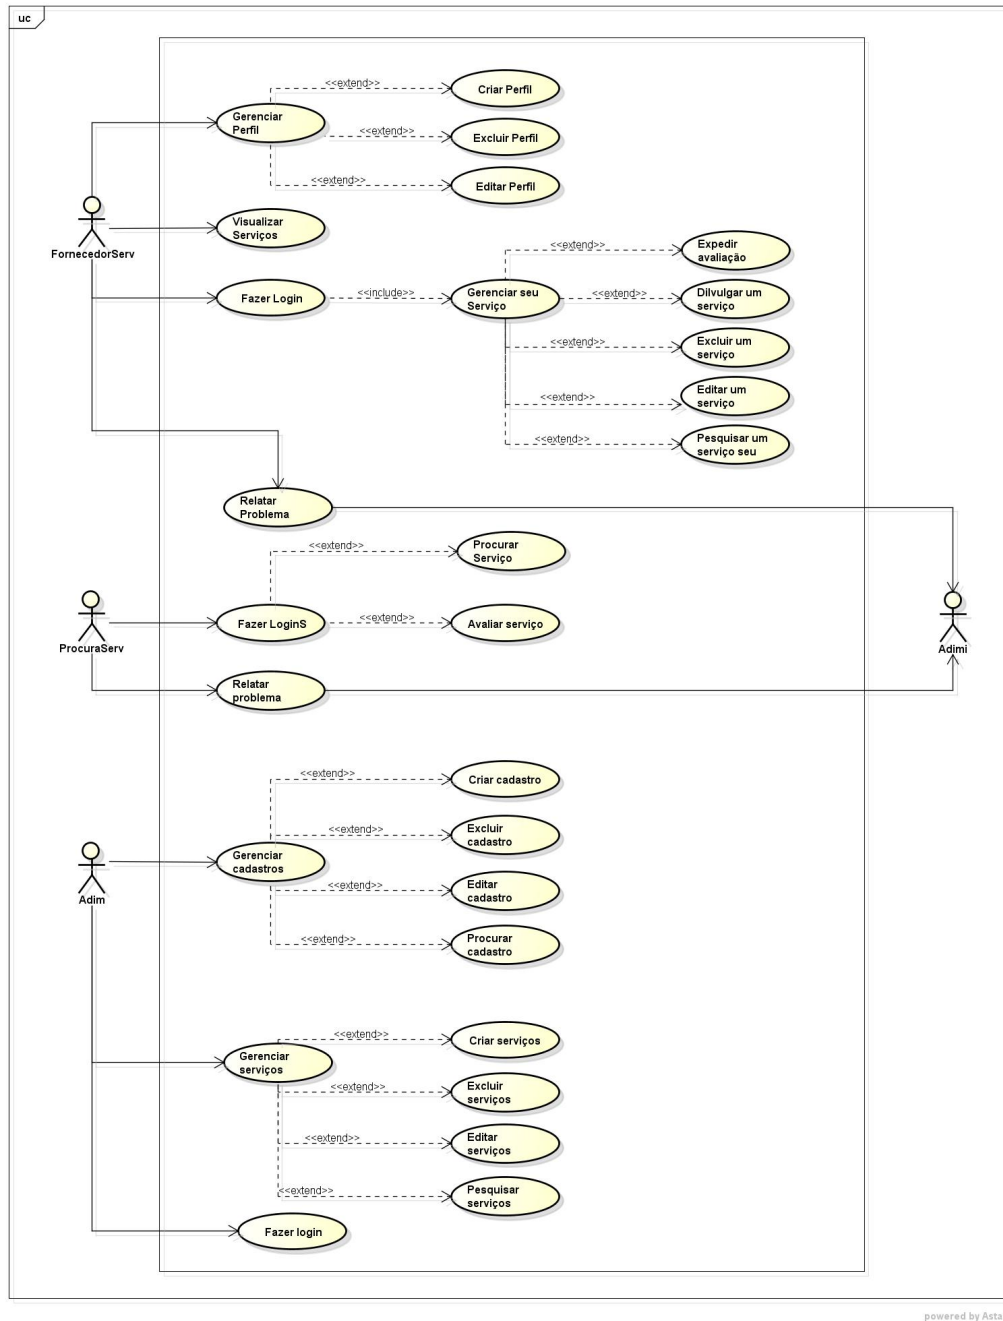 uc
<<extend>>
Criar Perfil
Gerenciar
Perfil
<<extend>>
Excluir Perfil
<<extend>>
Editar Perfil
FornecedorServ
Visualizar
Serviços
<<extend>>
Expedir
avaliação
Fazer Login
<<include>>
Gerenciar seu
Serviço
<<extend>>
Dilvulgar um
serviço
<<extend>>
Excluir um
serviço
<<extend>>
Editar um
serviço
<<extend>>
Pesquisar um
serviço seu
Relatar
Problema
<<extend>>
Procurar
Serviço
ProcuraServ
Fazer LoginS
<<extend>>
Avaliar serviço
Adimi
Relatar
problema
<<extend>>
Criar cadastro
<<extend>>
Excluir
cadastro
Adim
Gerenciar
cadastros
<<extend>>
Editar
cadastro
<<extend>>
Procurar
cadastro
<<extend>>
Criar serviços
Gerenciar
serviços
<<extend>>
Excluir
serviços
<<extend>>
Editar
serviços
<<extend>>
Pesquisar
serviços
Fazer login
powered by Asta